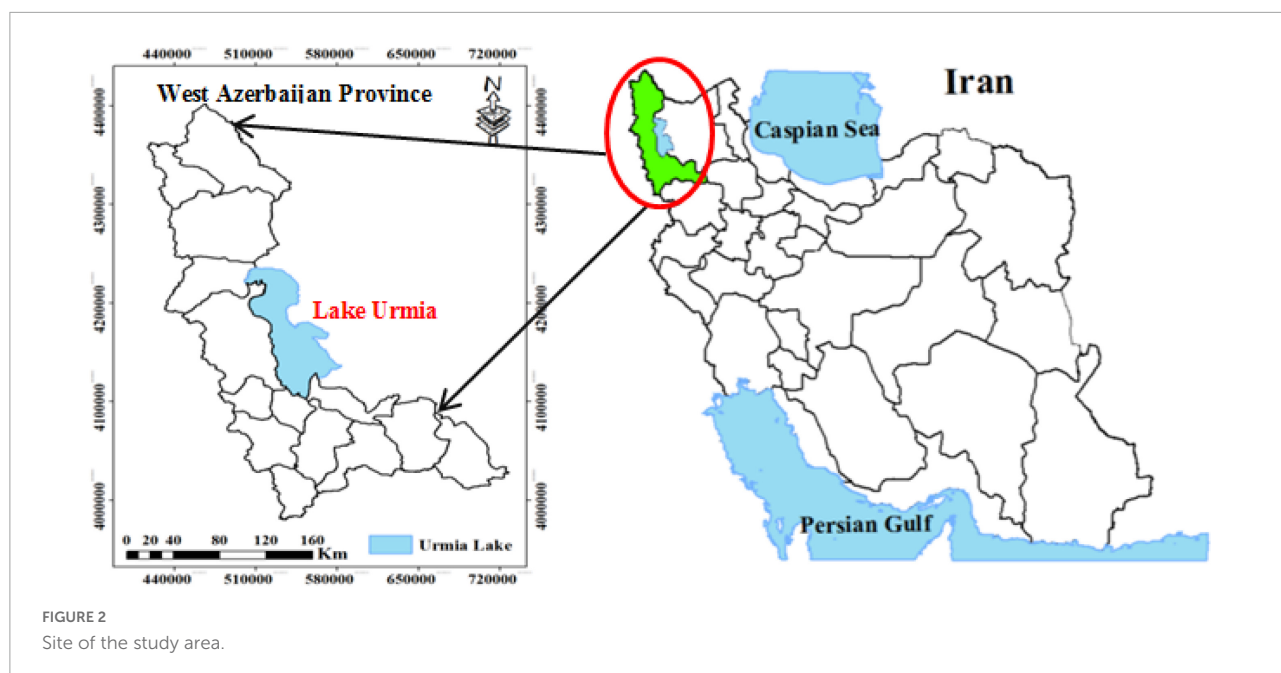 440000 510000 580000 650000 720000
West Azerbaijan Province
N
Iran
Caspian Sea
4400000
4400000
4300000
4300000
Lake Urmia
4200000
4200000
4100000
4100000
4000000
4000000
Persian Gulf
0 20 40 80 120 160
Km
Urmia Lake
440000 510000 580000 650000 720000
FIGURE 2
Site of the study area.